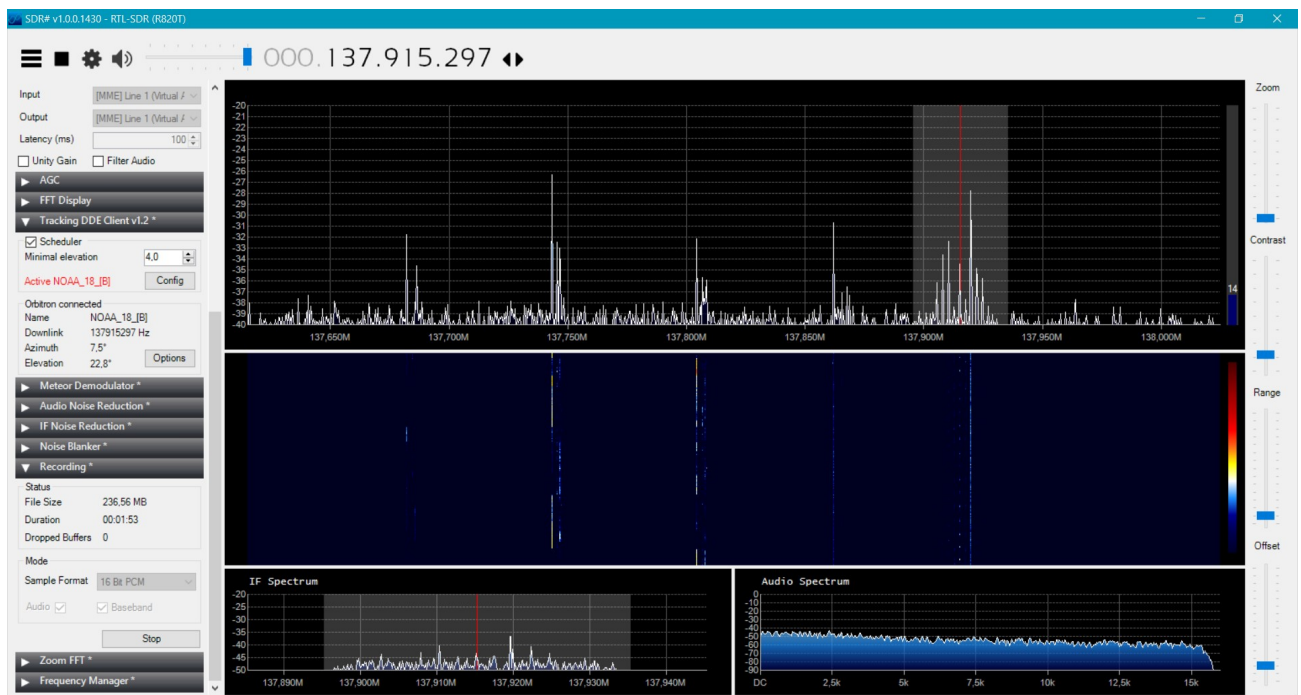 SDR# v1.0.0.1430 - RTL-SDR (R820T)
000.137.915.297
Input [MME] Line 1 (Virtual A
Output [MME] Line 1 (Virtual A
Latency (ms) 100
Unity Gain Filter Audio
AGC
FFT Display
Tracking DDE Client v1.2 *
Scheduler
Minimal elevation 4,0
Active NOAA_18_[B] Config
Orbitron connected
Name NOAA_18_[B]
Downlink 137915297 Hz
Azimuth 7,5°
Elevation 22,8° Options
Meteor Demodulator *
Audio Noise Reduction *
IF Noise Reduction *
Noise Blanker *
Recording *
Status
File Size 236,56 MB
Duration 00:01:53
Dropped Buffers 0
Mode
Sample Format 16 Bit PCM
Audio Baseband
Stop
Zoom FFT *
Frequency Manager *
-20
-21
-22
-23
-24
-25
-26
-27
-28
-29
-30
-31
-32
-33
-34
-35
-36
-37
-38
-39
-40
14
137,650M 137,700M 137,750M 137,800M 137,850M 137,900M 137,950M 138,000M
IF Spectrum
-20
-25
-30
-35
-40
-45
-50
137,890M 137,900M 137,910M 137,920M 137,930M 137,940M
Audio Spectrum
0
-10
-20
-30
-40
-50
-60
-70
-80
-90
DC 2,5k 5k 7,5k 10k 12,5k 15k
Zoom
Contrast
Range
Offset